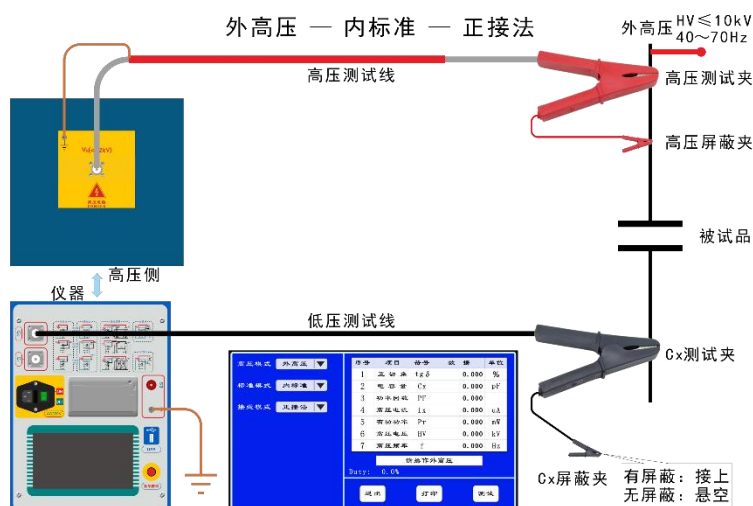 外高压 — 内标准 — 正接法
外高压
HV≤10kV
40～70Hz
高压测试线
高压测试夹
高压屏蔽夹
被试品
高压侧
仪器
低压测试线
Cx测试夹
Cx屏蔽夹
有屏蔽：接上
无屏蔽：悬空
高压模式 外高压
标准模式 内标准
接线模式 正接法
序号 项目 符号 数据 单位
1 正切角 tgδ 0.000 %
2 电容量 Cx 0.000 pF
3 功率因数 PF 0.000
4 高压电流 ix 0.000 uA
5 有功功率 Pr 0.000 mW
6 高压电压 HV 0.000 kV
7 高压频率 f 0.000 Hz
Duty: 0.0%
退出 打印 测试